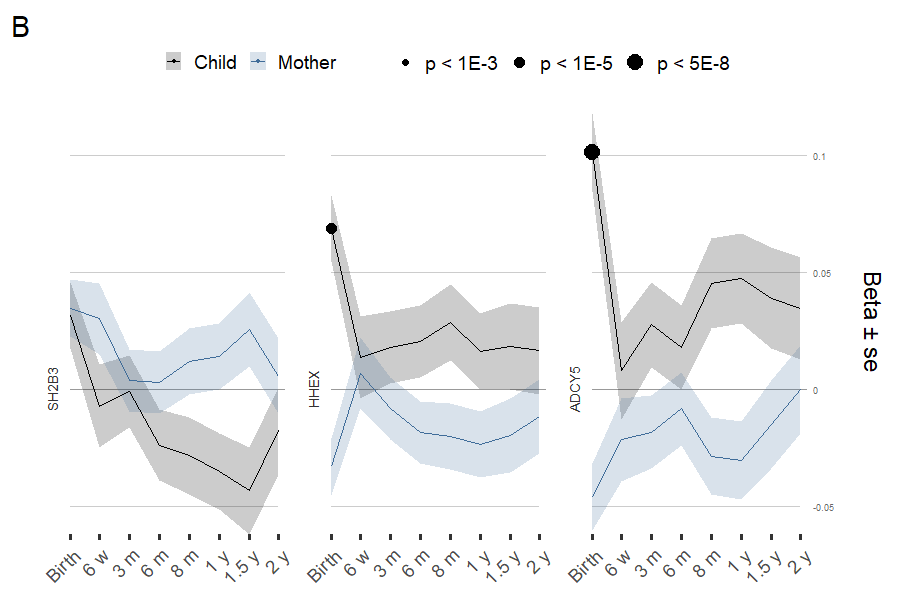 B
Child Mother p < 1E-3 p < 1E-5 p < 5E-8
SH2B3
HHEX
ADCY5
0.1
0.05
0
-0.05
Beta ± se
Birth 6 w 3 m 6 m 8 m 1 y 1.5 y 2 y
Birth 6 w 3 m 6 m 8 m 1 y 1.5 y 2 y
Birth 6 w 3 m 6 m 8 m 1 y 1.5 y 2 y